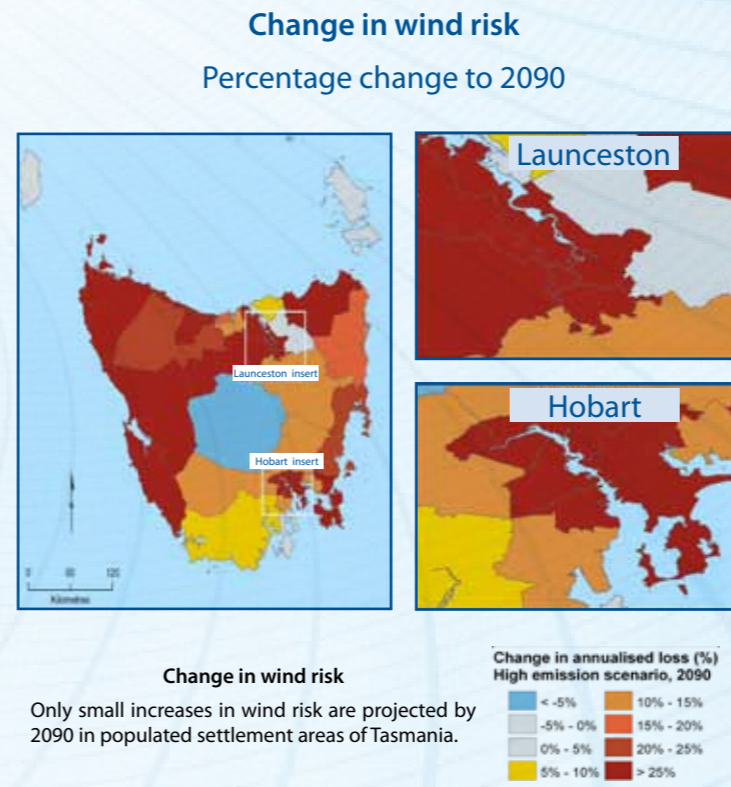 Change in wind risk
Percentage change to 2090
Launceston
Launceston insert
Hobart insert
0 60 120
Kilometres
Hobart
Change in wind risk
Only small increases in wind risk are projected by
2090 in populated settlement areas of Tasmania.
Change in annualised loss (%)
High emission scenario, 2090
< -5%
-5% - 0%
0% - 5%
5% - 10%
10% - 15%
15% - 20%
20% - 25%
> 25%